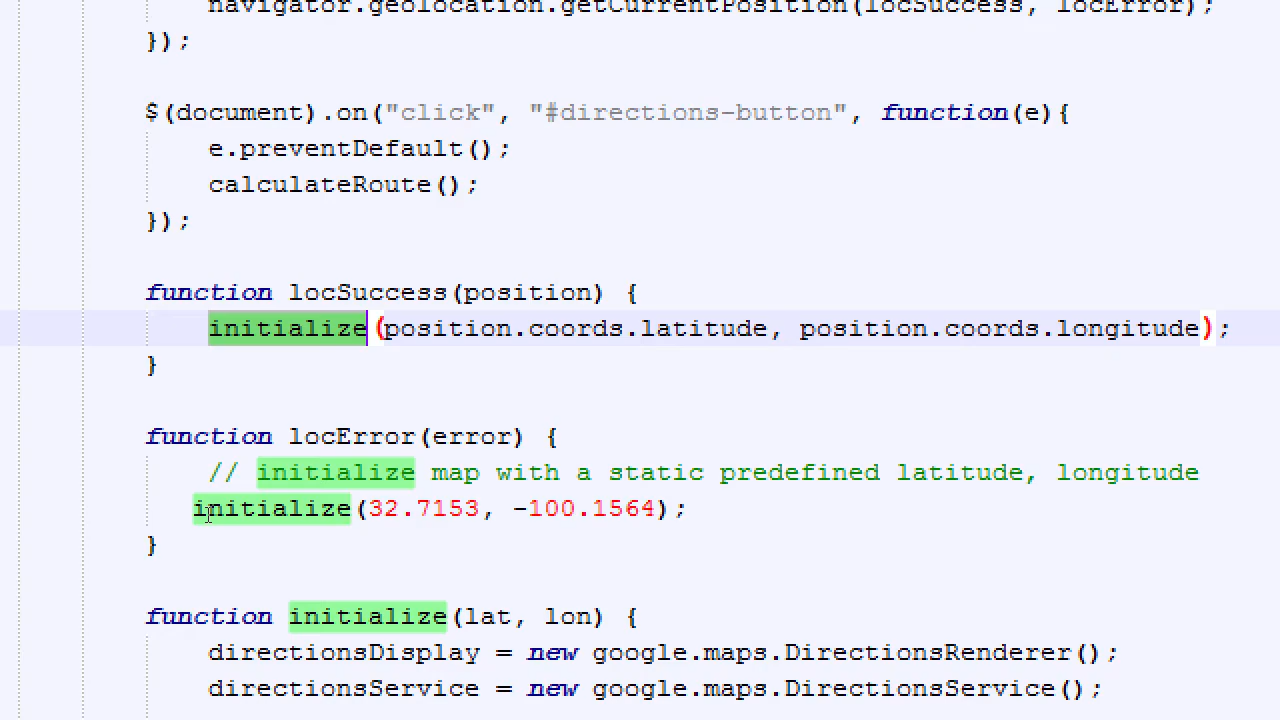 navigator.geolocation.getCurrentPosition(locSuccess, locError);
});
$(document).on("click", "#directions-button", function(e){
e.preventDefault();
calculateRoute();
});
function locSuccess(position) {
initialize(position.coords.latitude, position.coords.longitude);
}
function locError(error) {
// initialize map with a static predefined latitude, longitude
initialize(32.7153, -100.1564);
}
function initialize(lat, lon) {
directionsDisplay = new google.maps.DirectionsRenderer();
directionsService = new google.maps.DirectionsService();